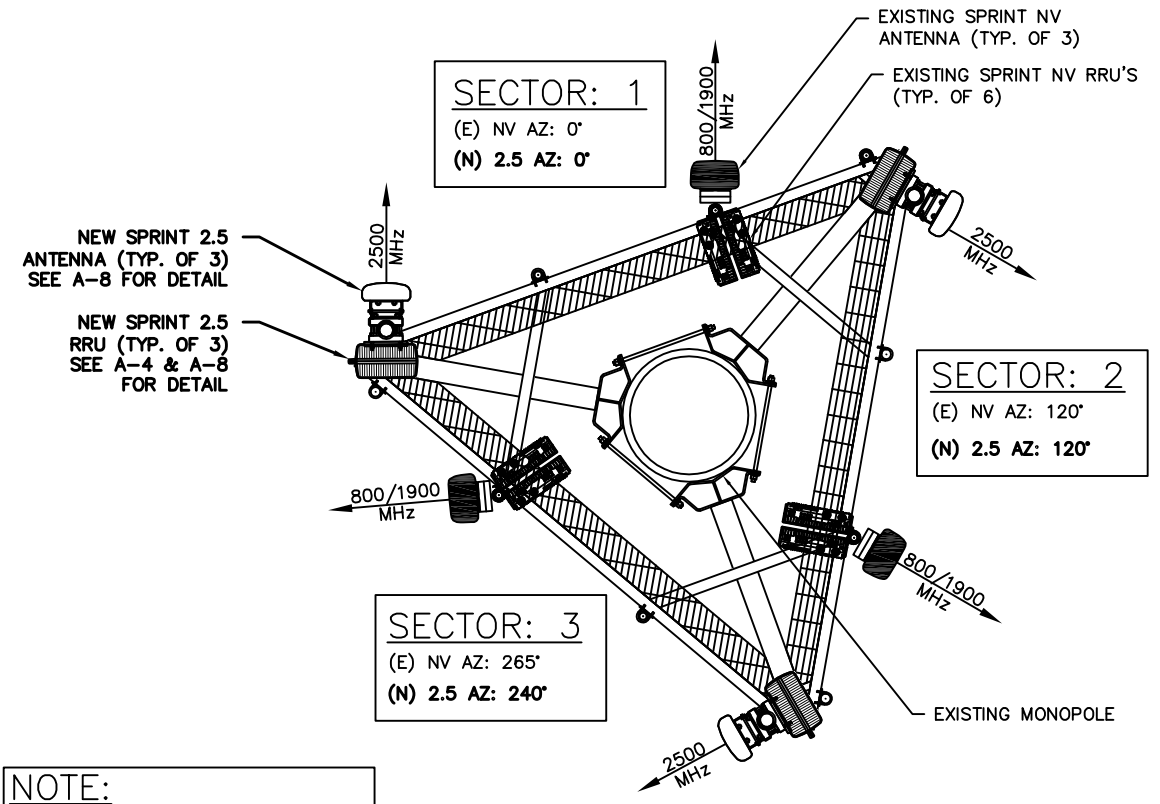 EXISTING SPRINT NV
ANTENNA (TYP. OF 3)
EXISTING SPRINT NV RRU'S
(TYP. OF 6)
SECTOR: 1
(E) NV AZ: 0°
(N) 2.5 AZ: 0°
800/1900
MHz
2500
MHz
NEW SPRINT 2.5
ANTENNA (TYP. OF 3)
SEE A-8 FOR DETAIL
2500
MHz
NEW SPRINT 2.5
RRU (TYP. OF 3)
SEE A-4 & A-8
FOR DETAIL
SECTOR: 2
(E) NV AZ: 120°
(N) 2.5 AZ: 120°
800/1900
MHz
800/1900
MHz
SECTOR: 3
(E) NV AZ: 265°
(N) 2.5 AZ: 240°
EXISTING MONOPOLE
2500
MHz
NOTE: